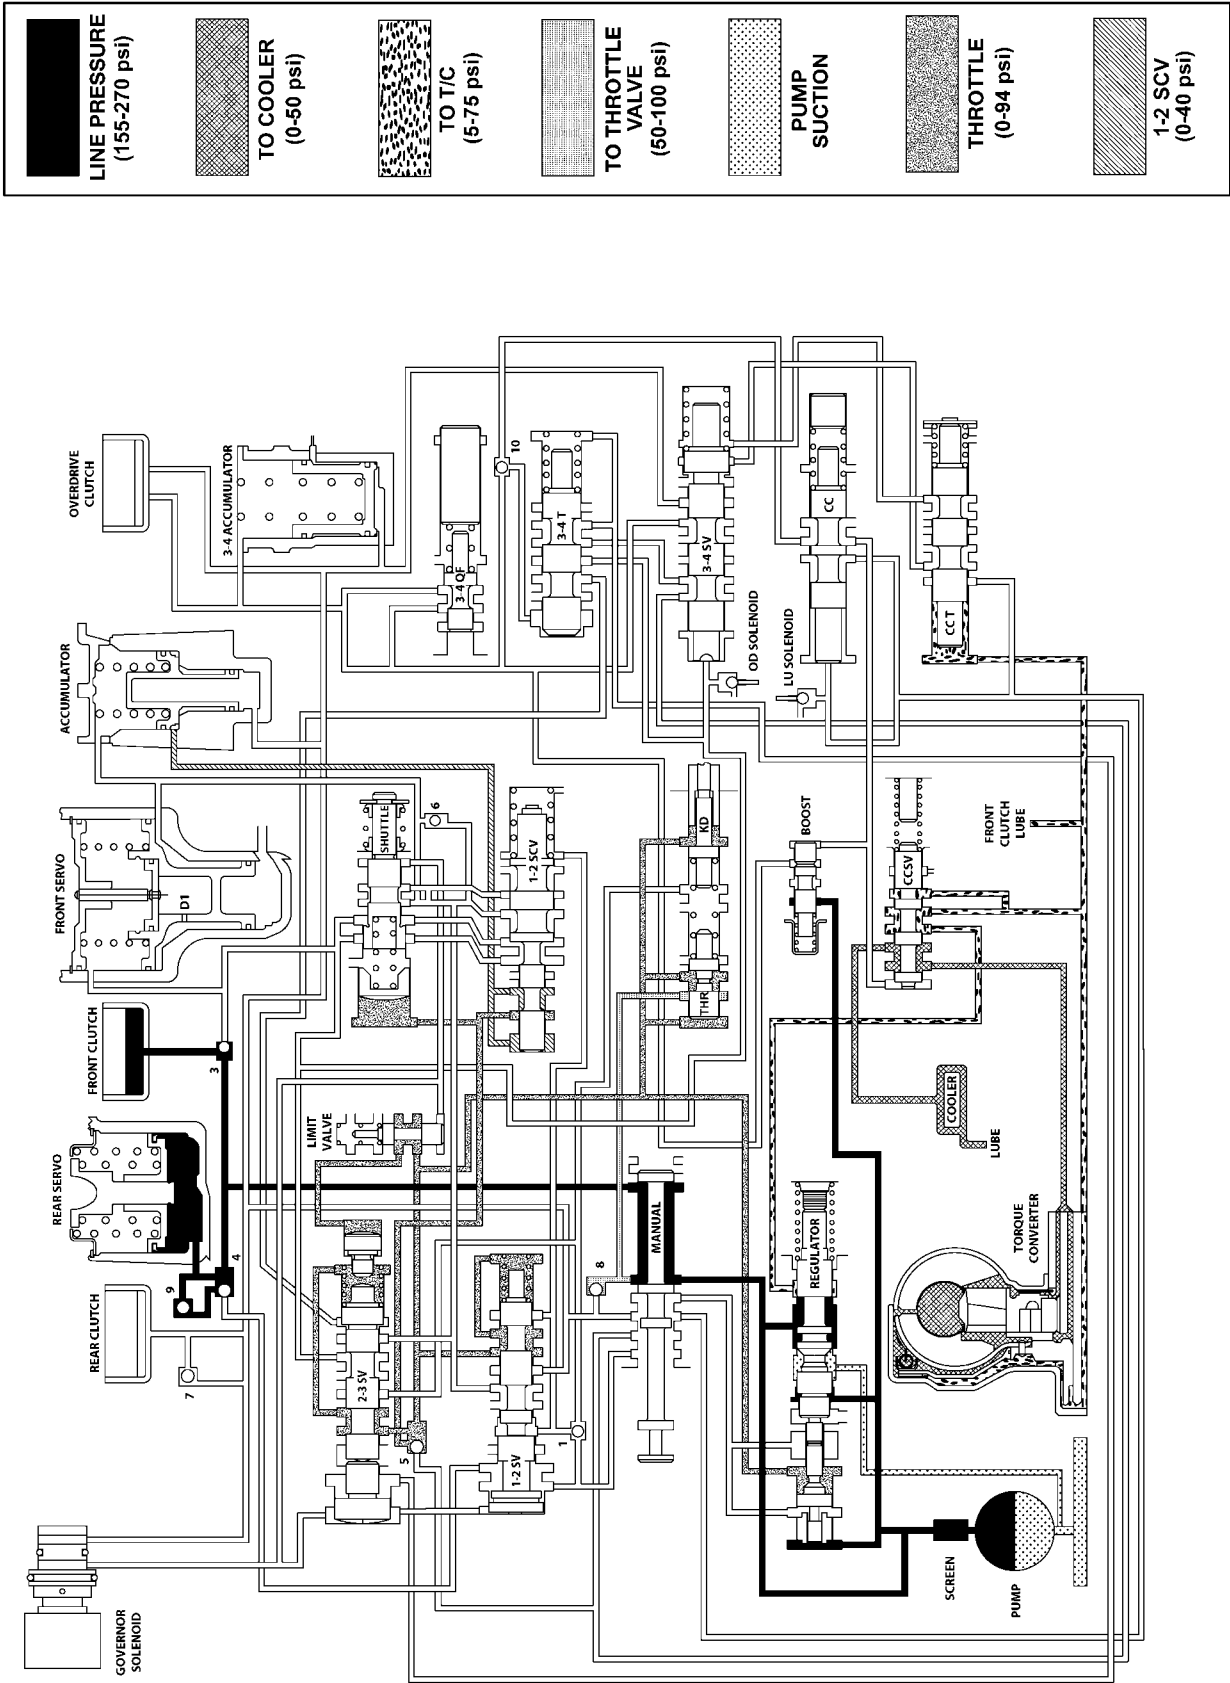 LINE PRESSURE
(155-270 psi)
TO COOLER
(0-50 psi)
TO T/C
(5-75 psi)
TO THROTTLE
VALVE
(50-100 psi)
PUMP
SUCTION
THROTTLE
(0-94 psi)
1-2 SCV
(0-40 psi)
OVERDRIVE
CLUTCH
3-4 ACCUMULATOR
3-4 QF
10
3-4 T
3-4 SV
CC
CC T
OD SOLENOID
LU SOLENOID
ACCUMULATOR
FRONT SERVO
D1
SHUTTLE
6
1-2 SCV
KD
THR
BOOST
CCSV
FRONT
CLUTCH
LUBE
FRONT CLUTCH
3
REAR SERVO
4
9
LIMIT
VALVE
MANUAL
COOLER
LUBE
REAR CLUTCH
7
2-3 SV
5
1-2 SV
1
8
REGULATOR
TORQUE
CONVERTER
GOVERNOR
SOLENOID
SCREEN
PUMP